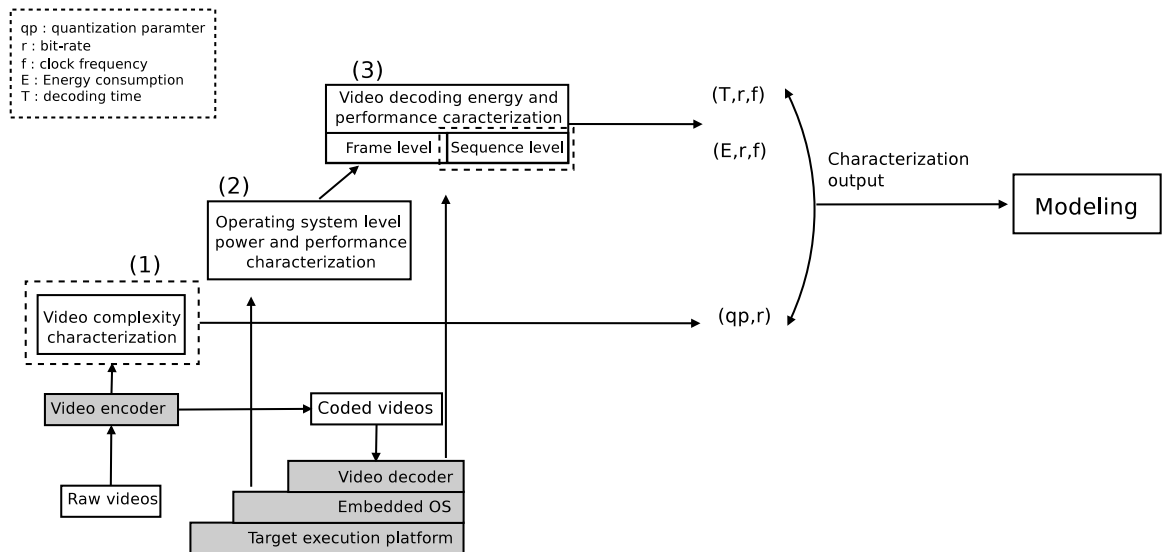 qp : quantization paramter
r : bit-rate
f : clock frequency
E : Energy consumption
T : decoding time
(3)
Video decoding energy and
performance caracterization
Frame level
Sequence level
(T,r,f)
(E,r,f)
Characterization
output
Modeling
(2)
Operating system level
power and performance
characterization
(1)
Video complexity
characterization
(qp,r)
Video encoder
Coded videos
Raw videos
Video decoder
Embedded OS
Target execution platform